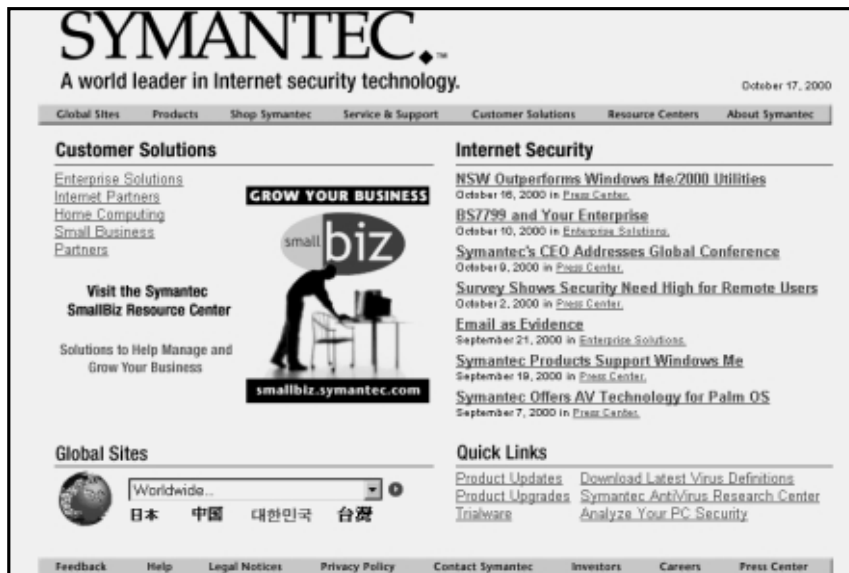 SYMANTEC.™
A world leader in Internet security technology.
October 17, 2000
Global Sites Products Shop Symantec Service & Support Customer Solutions Resource Centers About Symantec
Customer Solutions
Enterprise Solutions
Internet Partners
Home Computing
Small Business
Partners
Visit the Symantec
SmallBiz Resource Center
Solutions to Help Manage and
Grow Your Business
GROW YOUR BUSINESS
small biz
smallbiz.symantec.com
Internet Security
NSW Outperforms Windows Me/2000 Utilities
October 16, 2000 in Press Center.
BS7799 and Your Enterprise
October 10, 2000 in Enterprise Solutions.
Symantec's CEO Addresses Global Conference
October 9, 2000 in Press Center.
Survey Shows Security Need High for Remote Users
October 2, 2000 in Press Center.
Email as Evidence
September 21, 2000 in Enterprise Solutions.
Symantec Products Support Windows Me
September 19, 2000 in Press Center.
Symantec Offers AV Technology for Palm OS
September 7, 2000 in Press Center.
Global Sites
Worldwide...
日本 中国 대한민국 台灣
Quick Links
Product Updates Download Latest Virus Definitions
Product Upgrades Symantec AntiVirus Research Center
Trialware Analyze Your PC Security
Feedback Help Legal Notices Privacy Policy Contact Symantec Investors Careers Press Center